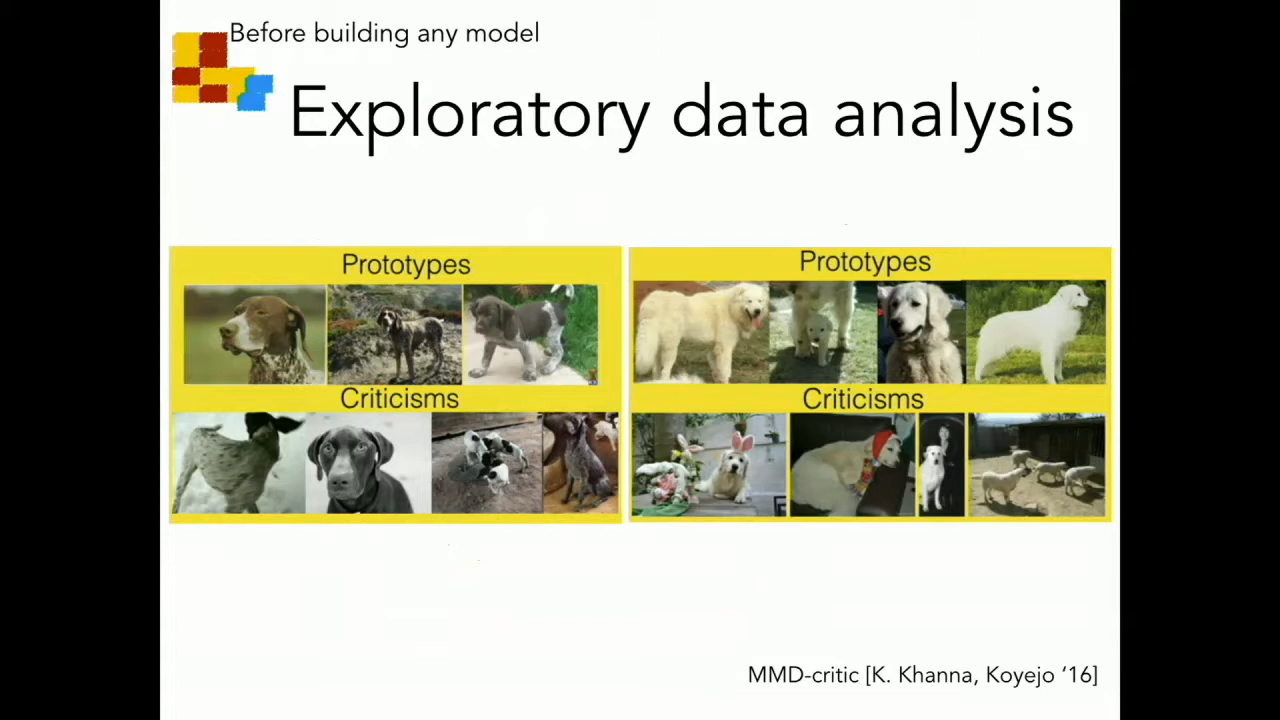 Before building any model
Exploratory data analysis
Prototypes
Criticisms
Prototypes
Criticisms
MMD-critic [K. Khanna, Koyejo ‘16]